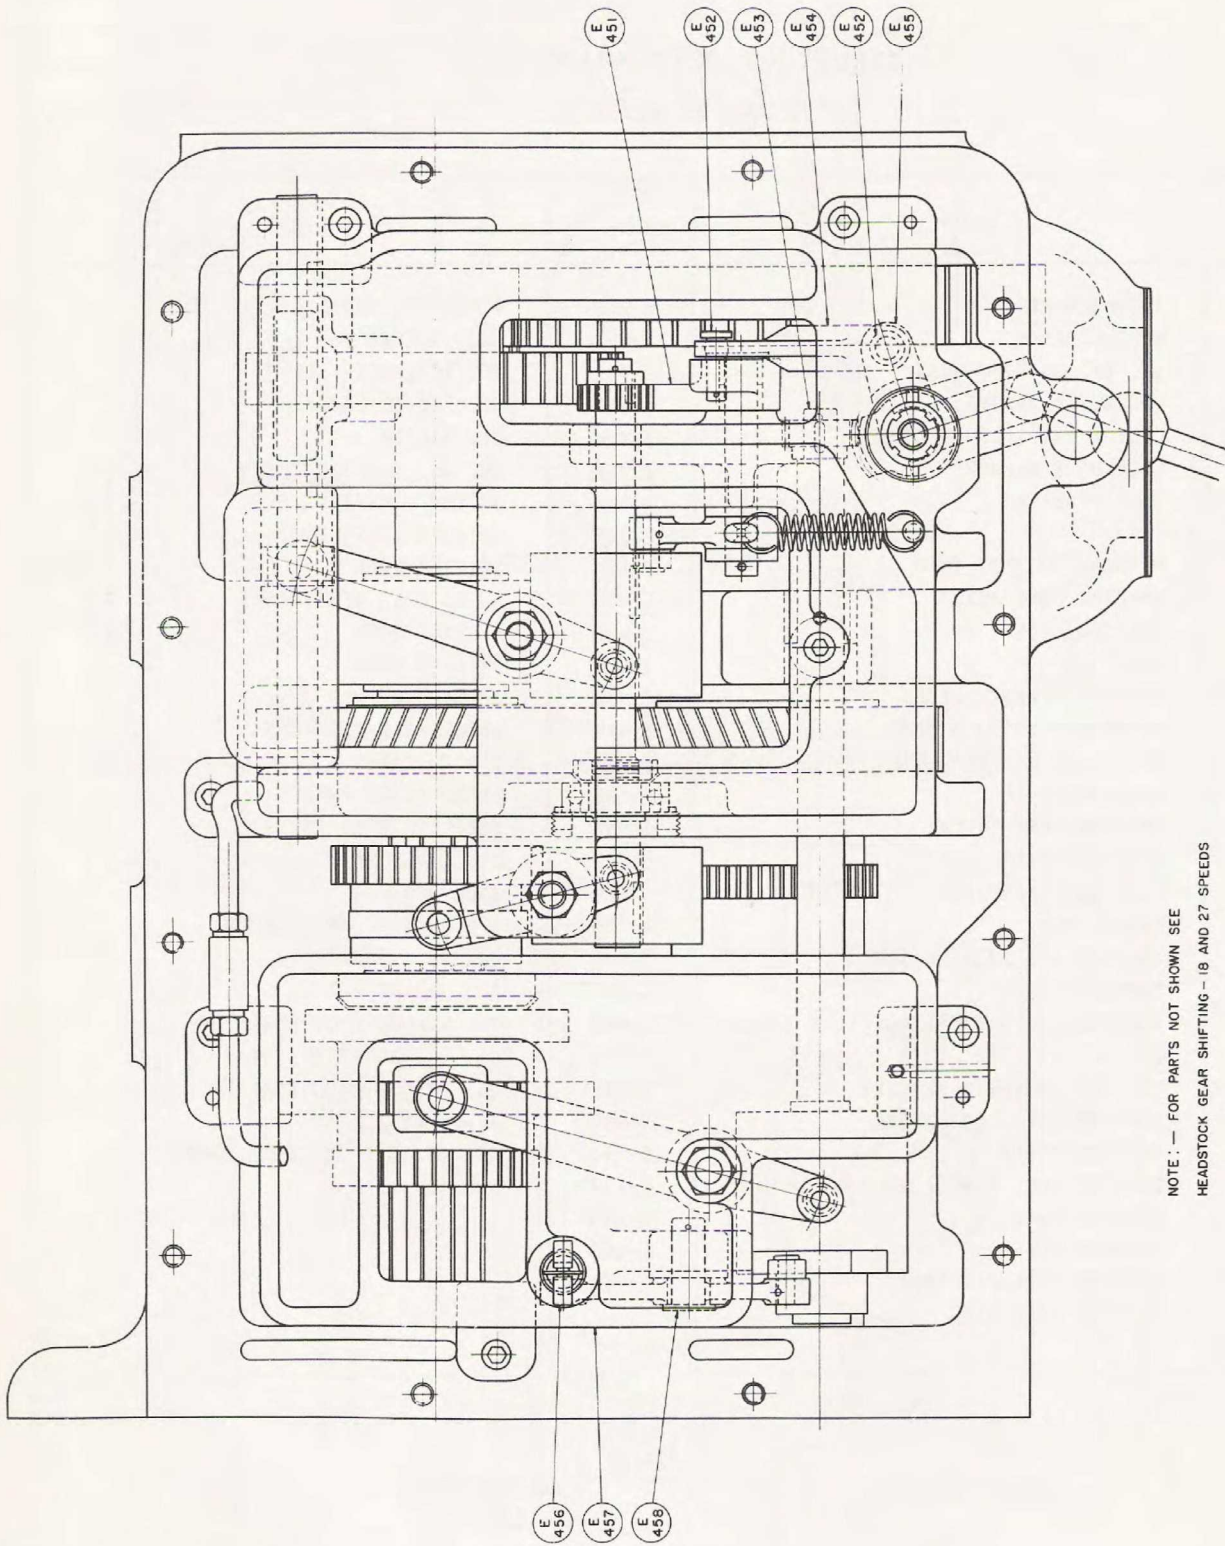 E
451
E
452
E
453
E
454
E
452
E
455
E
456
E
457
E
458
NOTE:— FOR PARTS NOT SHOWN SEE
HEADSTOCK GEAR SHIFTING – 18 AND 27 SPEEDS